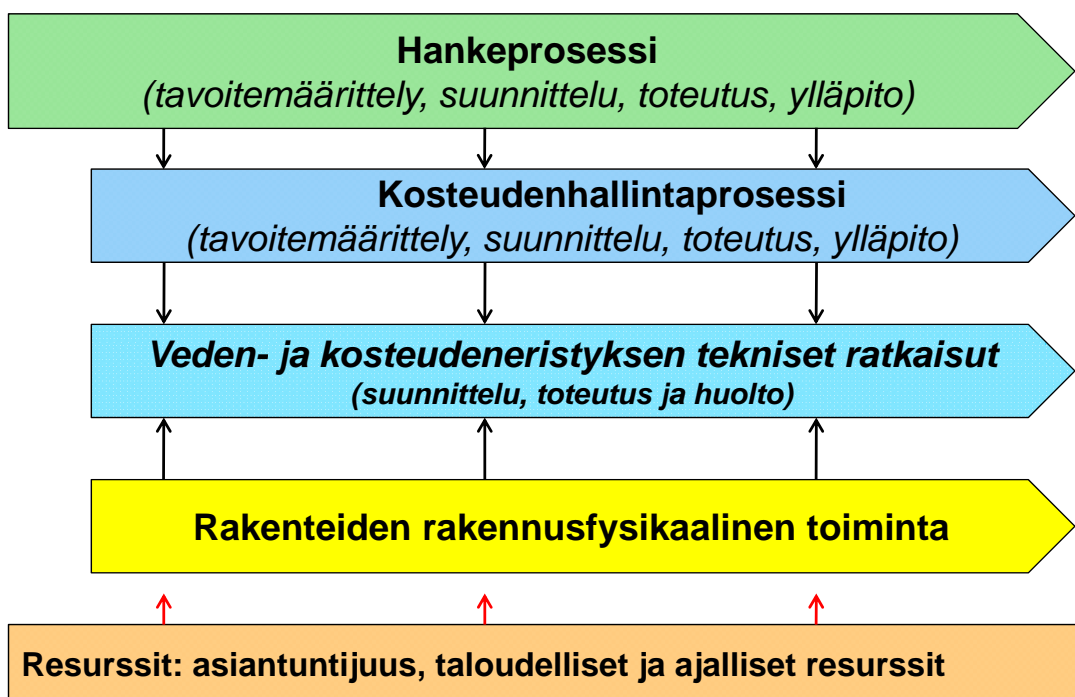 Hankeprosessi
(tavoitemäärittely, suunnittelu, toteutus, ylläpito)
Kosteudenhallintaprosessi
(tavoitemäärittely, suunnittelu, toteutus, ylläpito)
Veden- ja kosteudeneristyksen tekniset ratkaisut
(suunnittelu, toteutus ja huolto)
Rakenteiden rakennusfysikaalinen toiminta
Resurssit: asiantuntijuus, taloudelliset ja ajalliset resurssit